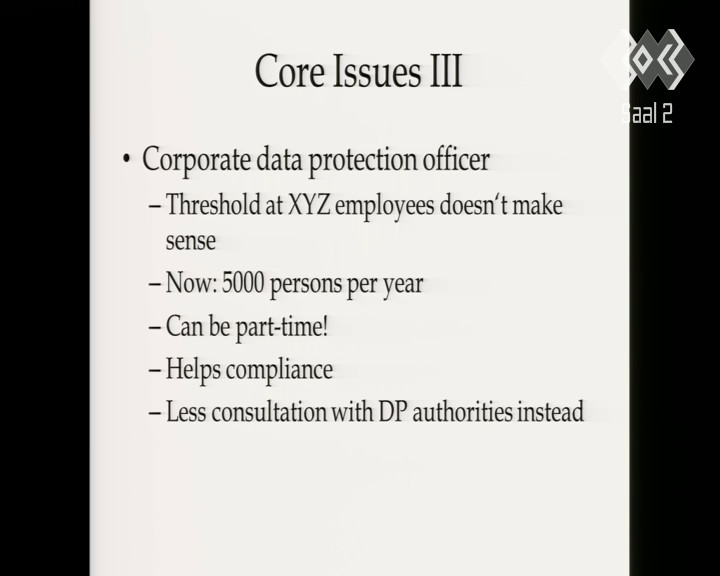 Core Issues III
saal 2
• Corporate data protection officer
– Threshold at XYZ employees doesn‘t make
sense
– Now: 5000 persons per year
– Can be part-time!
– Helps compliance
– Less consultation with DP authorities instead